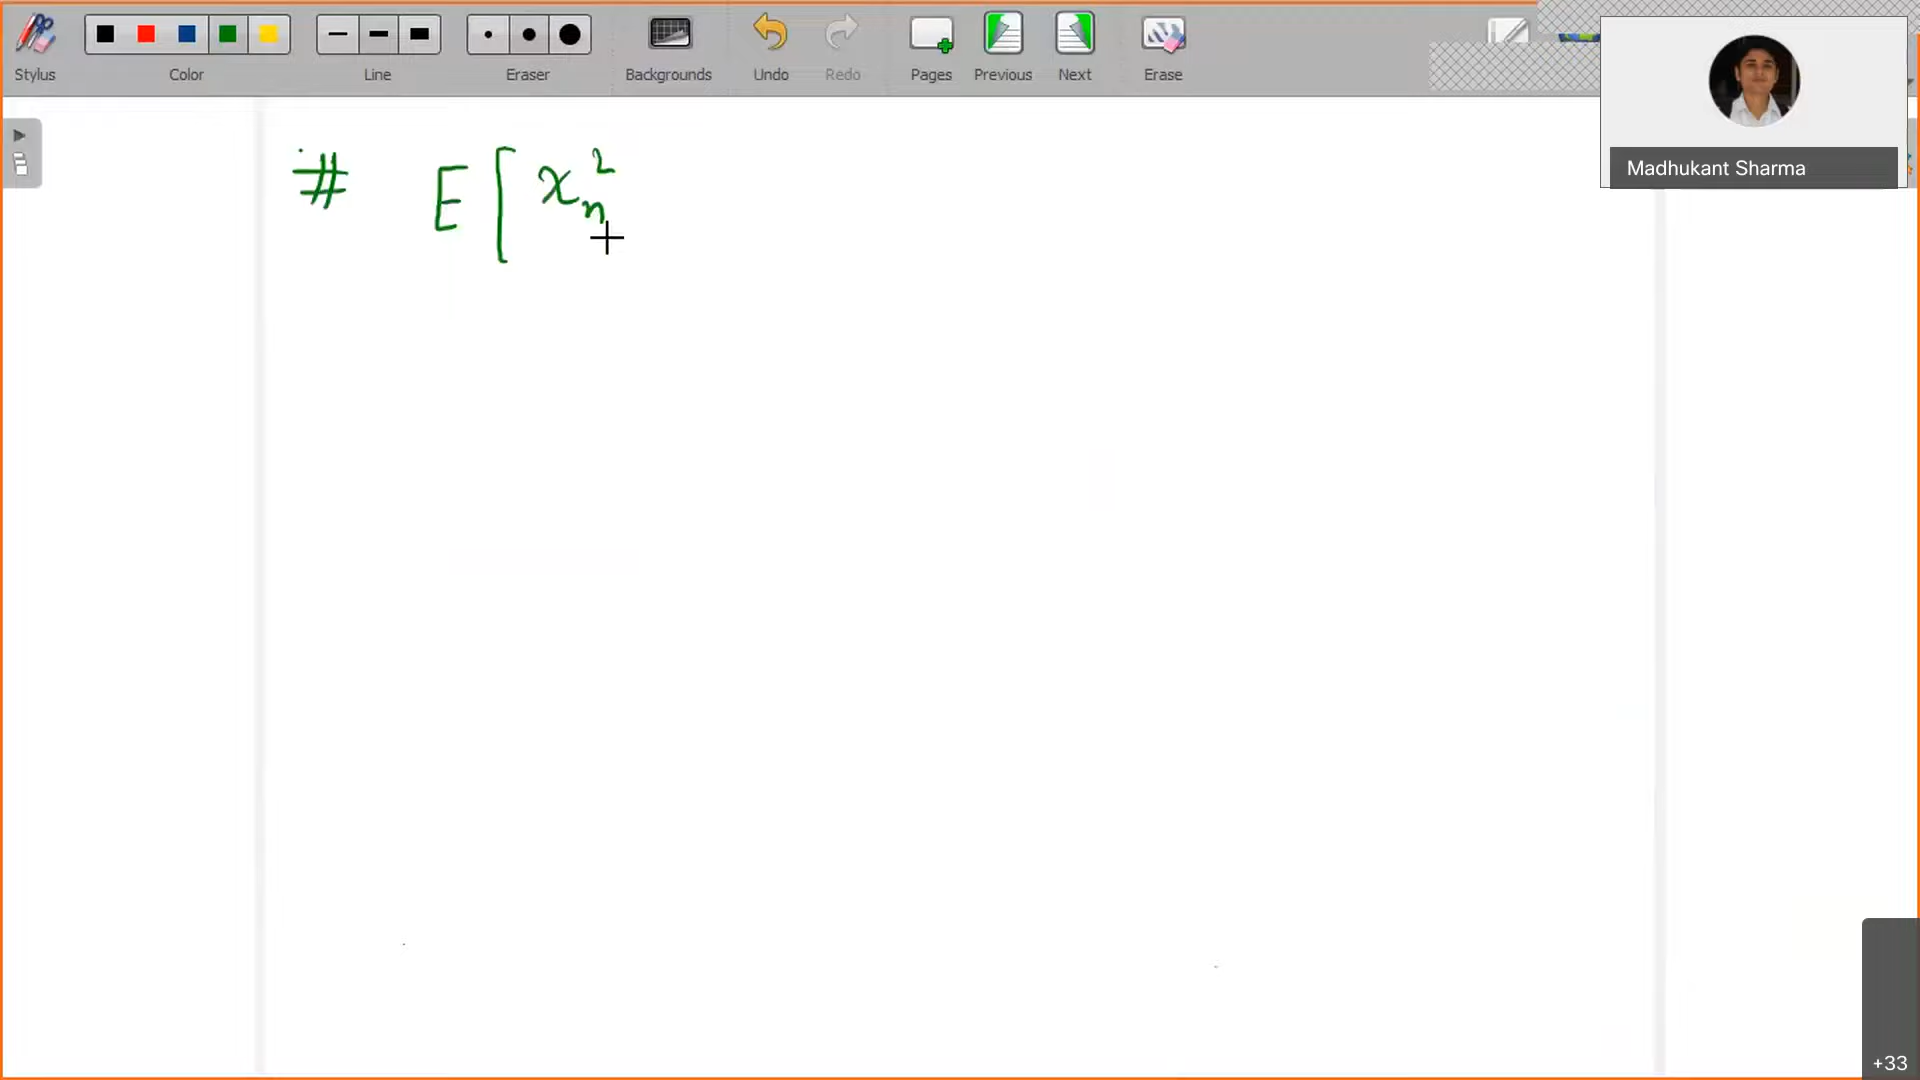 Stylus Color Line Eraser Backgrounds Undo Redo Pages Previous Next Erase
Madhukant Sharma
# E[x_n^2
+33